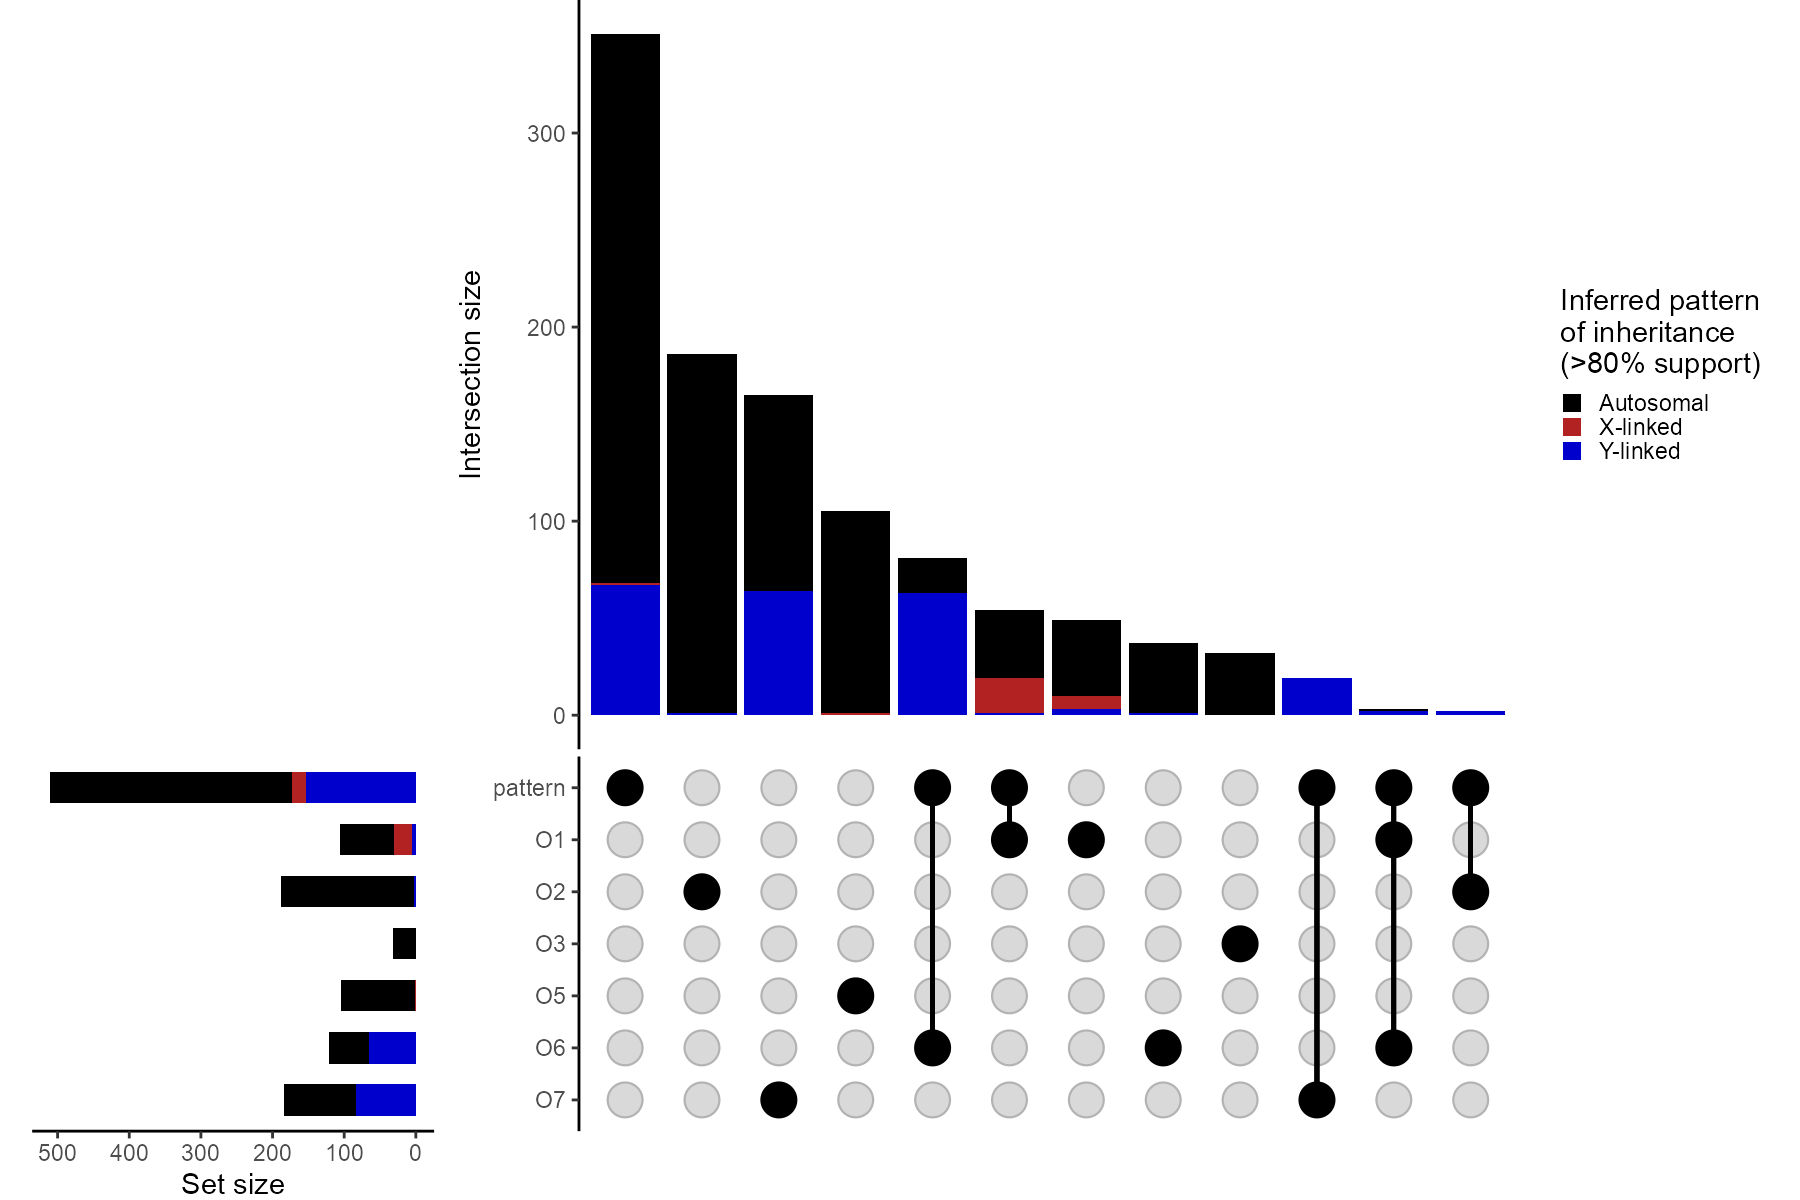 Intersection size
300
200
100
0
Inferred pattern
of inheritance
(>80% support)
Autosomal
X-linked
Y-linked
pattern
O1
O2
O3
O5
O6
O7
500 400 300 200 100 0
Set size